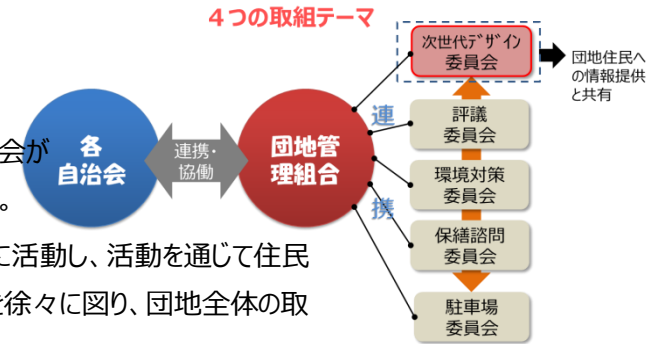 4つの取組テーマ
次世代ﾃﾞｻﾞｲﾝ
委員会
団地住民へ
の情報提供
と共有
各
自治会
連携・
協働
団地管
理組合
連
携
評議
委員会
環境対策
委員会
保繕諮問
委員会
駐車場
委員会
会が
。
に活動し、活動を通じて住民
を徐々に図り、団地全体の取